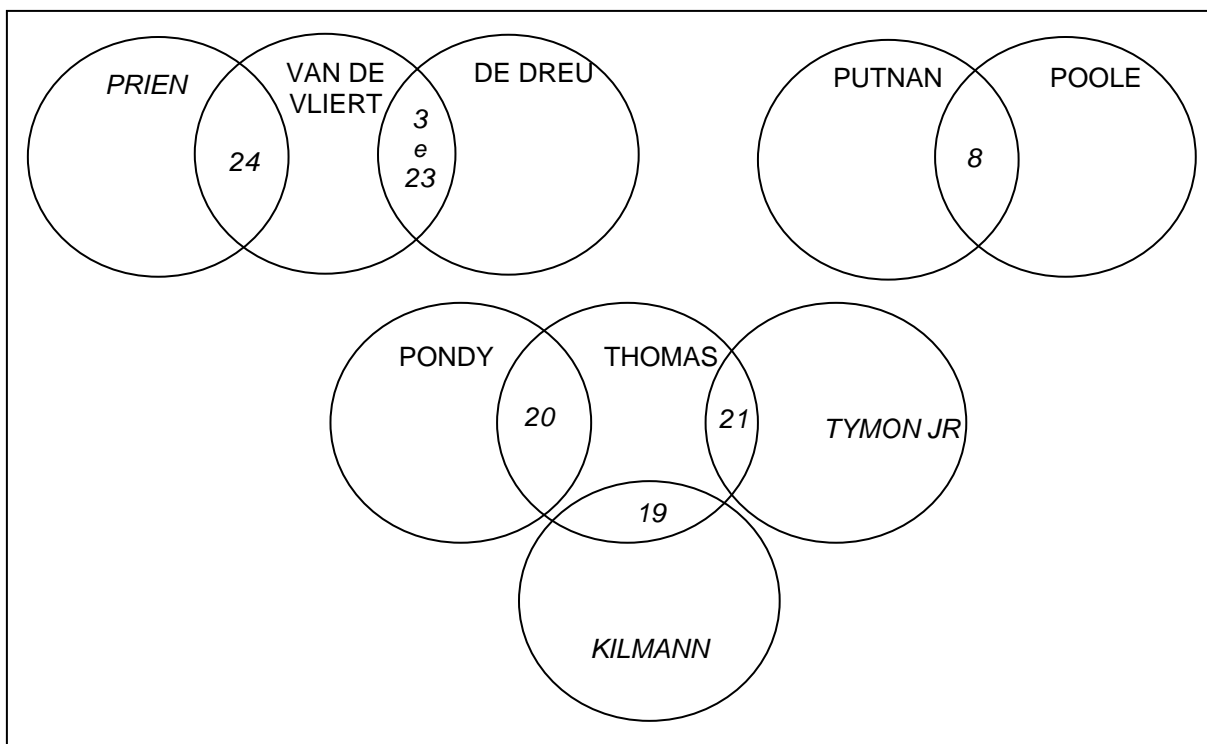 PRIEN
VAN DE
VLIERT
DE DREU
24
3
e
23
PUTNAN
POOLE
8
PONDY
THOMAS
TYMON JR
20
21
19
KILMANN